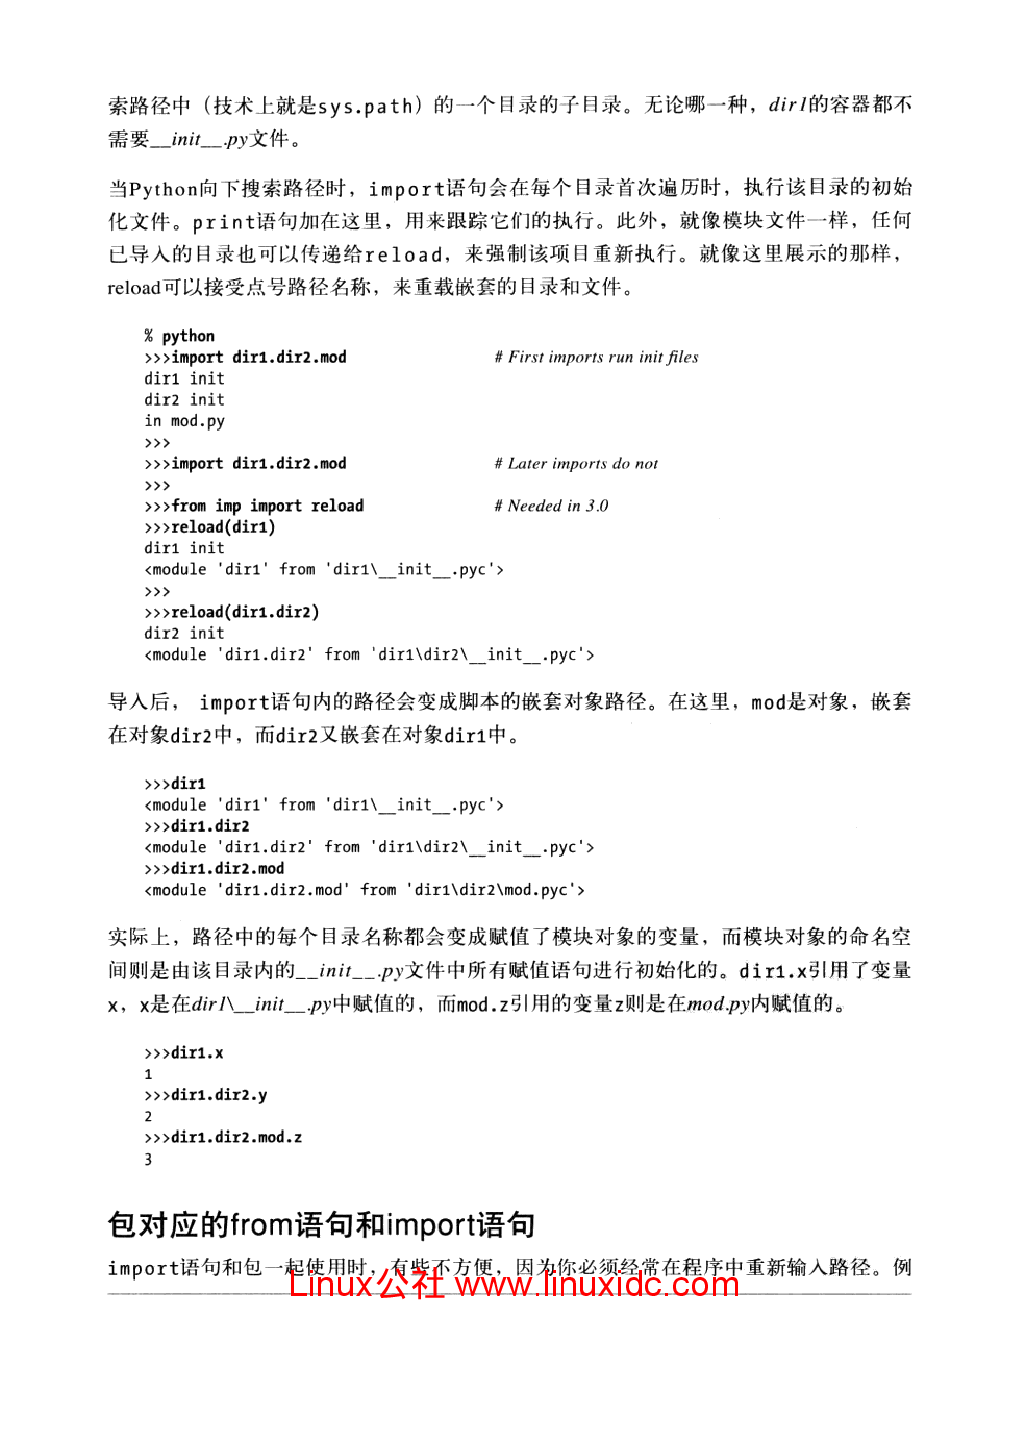 索路径中（技术上就是sys.path）的一个目录的子目录。无论哪一种，dir1的容器都不
需要__init__.py文件。
当Python向下搜索路径时，import语句会在每个目录首次遍历时，执行该目录的初始
化文件。print语句加在这里，用来跟踪它们的执行。此外，就像模块文件一样，任何
已导入的目录也可以传递给reload，来强制该项目重新执行。就像这里展示的那样，
reload可以接受点号路径名称，来重载嵌套的目录和文件。
% python
>>>import dir1.dir2.mod # First imports run init files
dir1 init
dir2 init
in mod.py
>>>
>>>import dir1.dir2.mod # Later imports do not
>>>
>>>from imp import reload # Needed in 3.0
>>>reload(dir1)
dir1 init
<module 'dir1' from 'dir1\__init__.pyc'>
>>>
>>>reload(dir1.dir2)
dir2 init
<module 'dir1.dir2' from 'dir1\dir2\__init__.pyc'>
导入后， import语句内的路径会变成脚本的嵌套对象路径。在这里，mod是对象，嵌套
在对象dir2中，而dir2又嵌套在对象dir1中。
>>>dir1
<module 'dir1' from 'dir1\__init__.pyc'>
>>>dir1.dir2
<module 'dir1.dir2' from 'dir1\dir2\__init__.pyc'>
>>>dir1.dir2.mod
<module 'dir1.dir2.mod' from 'dir1\dir2\mod.pyc'>
实际上，路径中的每个目录名称都会变成赋值了模块对象的变量，而模块对象的命名空
间则是由该目录内的__init__.py文件中所有赋值语句进行初始化的。dir1.x引用了变量
x，x是在dir1\__init__.py中赋值的，而mod.z引用的变量z则是在mod.py内赋值的。
>>>dir1.x
1
>>>dir1.dir2.y
2
>>>dir1.dir2.mod.z
3
包对应的from语句和import语句
import语句和包一起使用时，有些不方便，因为你必须经常在程序中重新输入路径。例
Linux公社 www.linuxidc.com